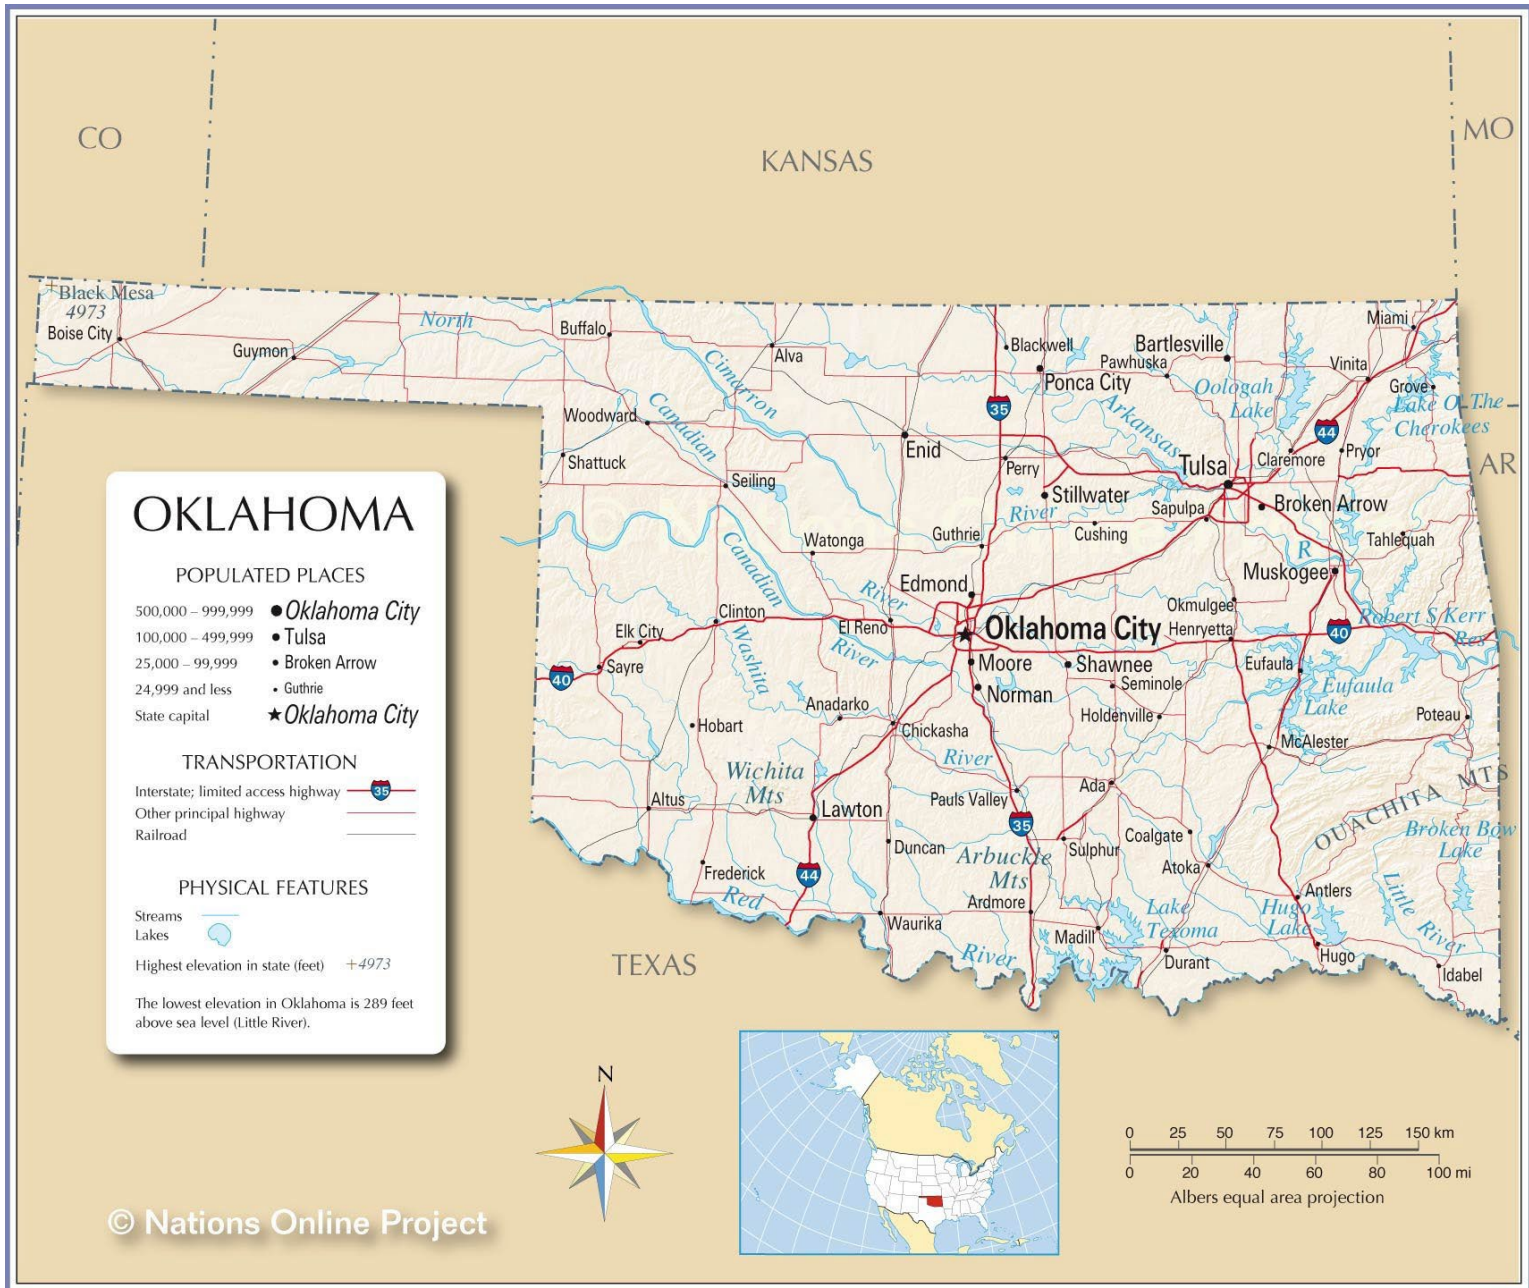 CO
KANSAS
MO
Black Mesa
4973
Boise City
Guymon
North
Buffalo
Alva
Cimarron
Canadian
Woodward
Shattuck
Seiling
Enid
Blackwell
Ponca City
Pawhuska
Bartlesville
Oologah
Lake
Miami
Vinita
Grove
Lake O' The
Cherokees
35
44
Arkansas
Perry
Tulsa
Claremore
Pryor
AR
Stillwater
River
Sapulpa
Broken Arrow
Cushing
Guthrie
Watonga
Canadian
River
Edmond
R
Tahlequah
Muskogee
Okmulgee
Henryetta
40
Robert S Kerr
Res
Clinton
Elk City
Sayre
40
Washita
El Reno
River
Oklahoma City
Moore
Norman
Shawnee
Seminole
Eufaula
Eufaula
Lake
Holdenville
Poteau
Hobart
Anadarko
Chickasha
River
McAlester
Wichita
Mts
Altus
Lawton
Pauls Valley
Ada
OUACHITA MTS
35
Duncan
Arbuckle
Mts
Sulphur
Coalgate
Atoka
Broken Bow
Lake
Frederick
44
Red
Ardmore
Waurika
River
Madill
Lake
Texoma
Durant
Antlers
Hugo
Lake
Hugo
Little River
Idabel
TEXAS
OKLAHOMA
POPULATED PLACES
500,000 – 999,999 Oklahoma City
100,000 – 499,999 Tulsa
25,000 – 99,999 Broken Arrow
24,999 and less Guthrie
State capital Oklahoma City
TRANSPORTATION
Interstate; limited access highway 35
Other principal highway
Railroad
PHYSICAL FEATURES
Streams
Lakes
Highest elevation in state (feet) +4973
The lowest elevation in Oklahoma is 289 feet
above sea level (Little River).
N
0 25 50 75 100 125 150 km
0 20 40 60 80 100 mi
Albers equal area projection
© Nations Online Project